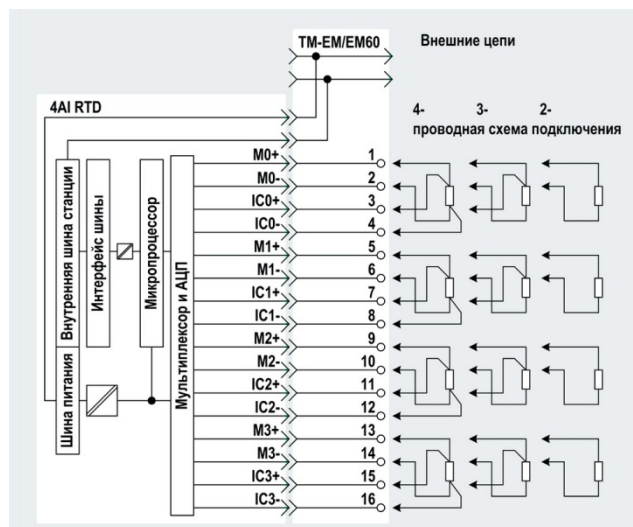 TM-EM/EM60
Внешние цепи
4AI RTD
4-
3-
2-
проводная схема подключения
Внутренняя шина станции
Интерфейс шины
Микропроцессор
Мультиплексор и АЦП
Шина питания
M0+ 1
M0- 2
IC0+ 3
IC0- 4
M1+ 5
M1- 6
IC1+ 7
IC1- 8
M2+ 9
M2- 10
IC2+ 11
IC2- 12
M3+ 13
M3- 14
IC3+ 15
IC3- 16